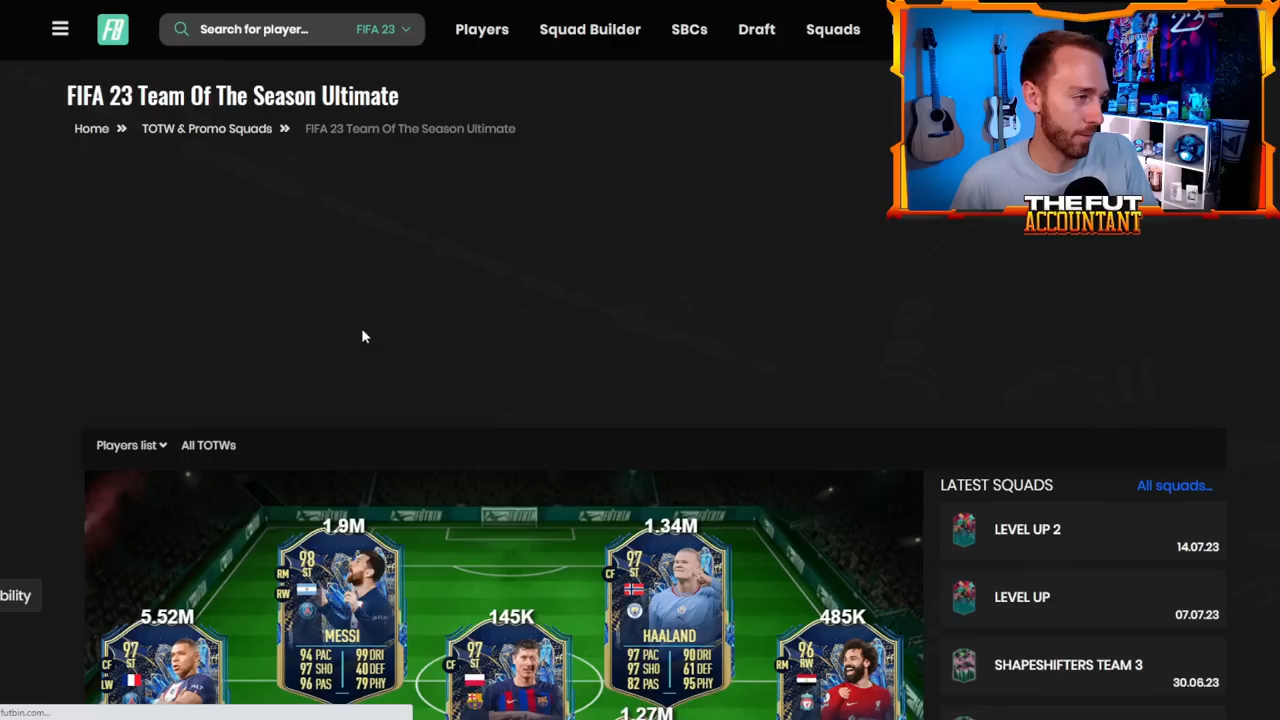 Search for player...
FIFA 23
Players
Squad Builder
SBCs
Draft
Squads
FIFA 23 Team Of The Season Ultimate
Home » TOTW & Promo Squads » FIFA 23 Team Of The Season Ultimate
THE FUT
ACCOUNTANT
Players list
All TOTWs
LATEST SQUADS
All squads...
LEVEL UP 2
14.07.23
LEVEL UP
07.07.23
SHAPESHIFTERS TEAM 3
30.06.23
1.9M
98
ST
RM
RW
MESSI
94 PAC 99 DRI
97 SHO 40 DEF
96 PAS 79 PHY
1.34M
97
ST
CF
HAALAND
97 PAC 90 DRI
97 SHO 61 DEF
82 PAS 95 PHY
5.52M
97
ST
CF
LW
145K
97
ST
CF
485K
96
RW
RM
1.27M
bility
futbin.com...